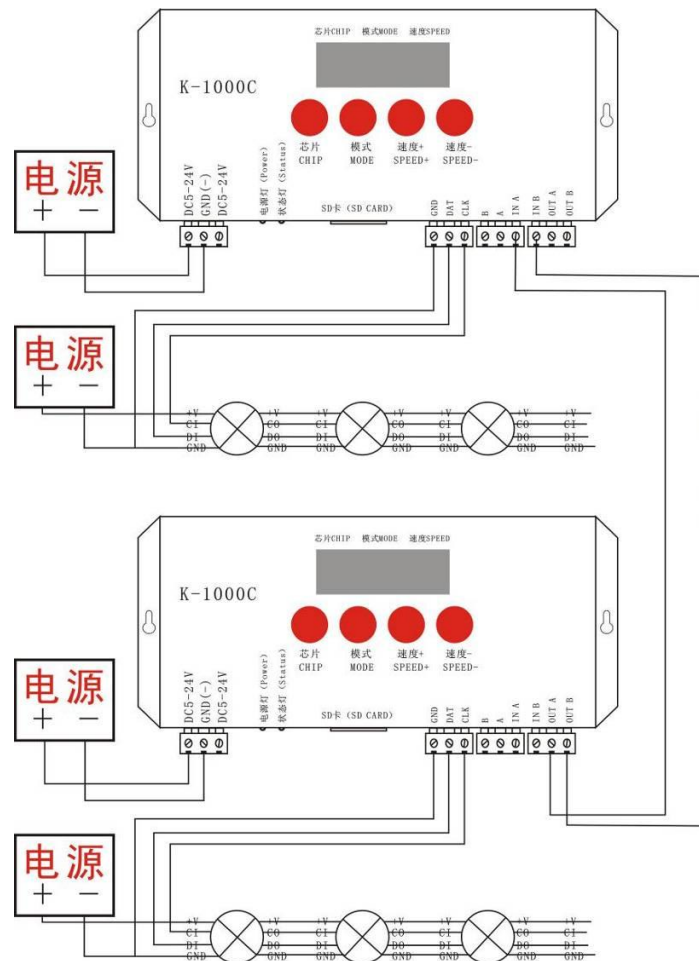 芯片CHIP 模式MODE 速度SPEED
K-1000C
芯片 模式 速度+ 速度-
CHIP MODE SPEED+ SPEED-
电源
+ −
DC5-24V
GND(-)
DC5-24V
电源灯(Power)
状态灯(Status)
SD卡(SD CARD)
GND
DAT
CLK
B
A
IN A
IN B
OUT A
OUT B
电源
+ −
+V +V +V +V +V +V
CI CO CI CO CI CO CI
DI DO DI DO DI DO DI
GND GND GND GND GND GND GND
芯片CHIP 模式MODE 速度SPEED
K-1000C
芯片 模式 速度+ 速度-
CHIP MODE SPEED+ SPEED-
电源
+ −
DC5-24V
GND(-)
DC5-24V
电源灯(Power)
状态灯(Status)
SD卡(SD CARD)
GND
DAT
CLK
B
A
IN A
IN B
OUT A
OUT B
电源
+ −
+V +V +V +V +V +V +V
CI CO CI CO CI CO CI
DI DO DI DO DI DO DI
GND GND GND GND GND GND GND